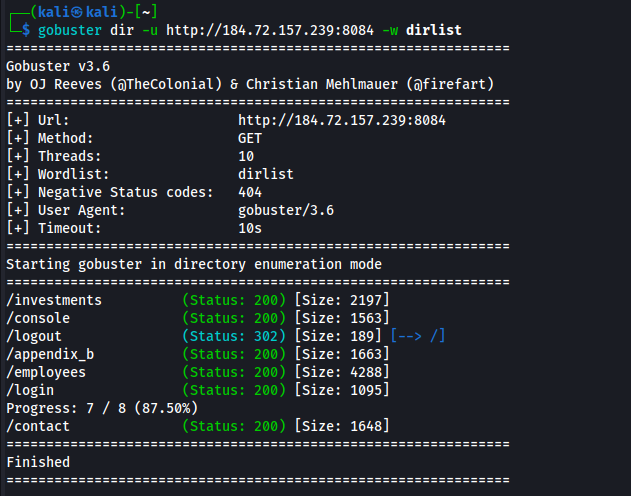 ┌──(kali㉿kali)-[~]
└─$ gobuster dir -u http://184.72.157.239:8084 -w dirlist
===============================================================
Gobuster v3.6
by OJ Reeves (@TheColonial) & Christian Mehlmauer (@firefart)
===============================================================
[+] Url:                     http://184.72.157.239:8084
[+] Method:                  GET
[+] Threads:                 10
[+] Wordlist:                dirlist
[+] Negative Status codes:   404
[+] User Agent:              gobuster/3.6
[+] Timeout:                 10s
===============================================================
Starting gobuster in directory enumeration mode
===============================================================
/investments          (Status: 200) [Size: 2197]
/console              (Status: 200) [Size: 1563]
/logout               (Status: 302) [Size: 189] [--> /]
/appendix_b           (Status: 200) [Size: 1663]
/employees            (Status: 200) [Size: 4288]
/login                (Status: 200) [Size: 1095]
Progress: 7 / 8 (87.50%)
/contact              (Status: 200) [Size: 1648]
===============================================================
Finished
===============================================================